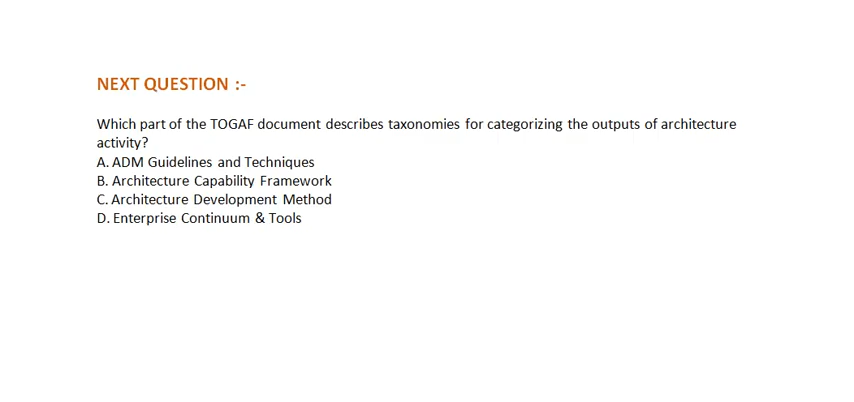 NEXT QUESTION :-
Which part of the TOGAF document describes taxonomies for categorizing the outputs of architecture
activity?
A. ADM Guidelines and Techniques
B. Architecture Capability Framework
C. Architecture Development Method
D. Enterprise Continuum & Tools